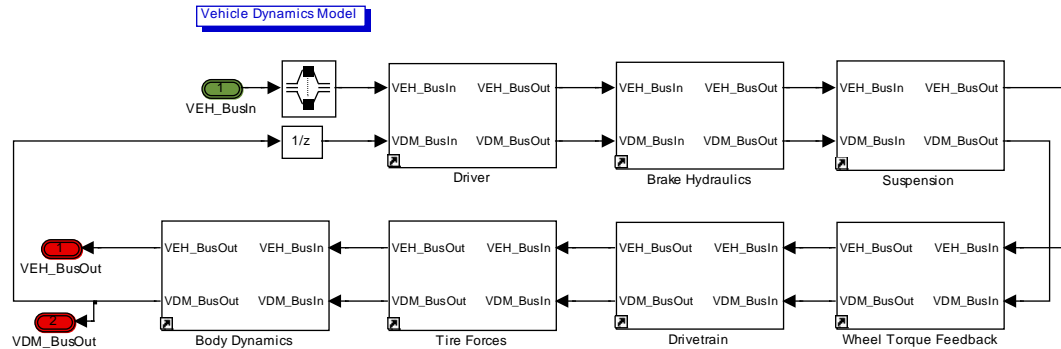 Vehicle Dynamics Model
1
VEH_BusIn
1/z
VEH_BusIn VEH_BusOut
VDM_BusIn VDM_BusOut
Driver
VEH_BusIn VEH_BusOut
VDM_BusIn VDM_BusOut
Brake Hydraulics
VEH_BusIn VEH_BusOut
VDM_BusIn VDM_BusOut
Suspension
1
VEH_BusOut
2
VDM_BusOut
VEH_BusOut VEH_BusIn
VDM_BusOut VDM_BusIn
Body Dynamics
VEH_BusOut VEH_BusIn
VDM_BusOut VDM_BusIn
Tire Forces
VEH_BusOut VEH_BusIn
VDM_BusOut VDM_BusIn
Drivetrain
VEH_BusOut VEH_BusIn
VDM_BusOut VDM_BusIn
Wheel Torque Feedback